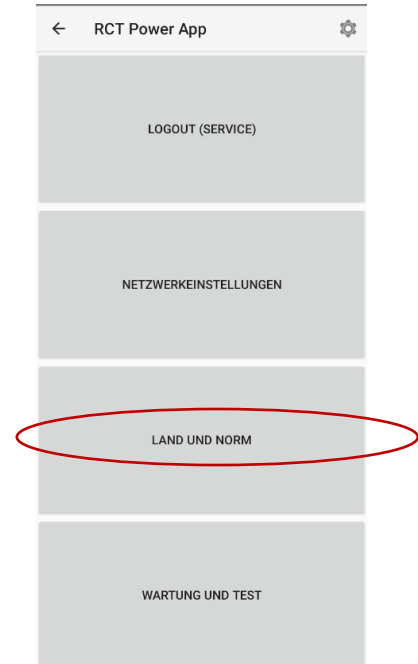 RCT Power App
LOGOUT (SERVICE)
NETZWERKEINSTELLUNGEN
LAND UND NORM
WARTUNG UND TEST